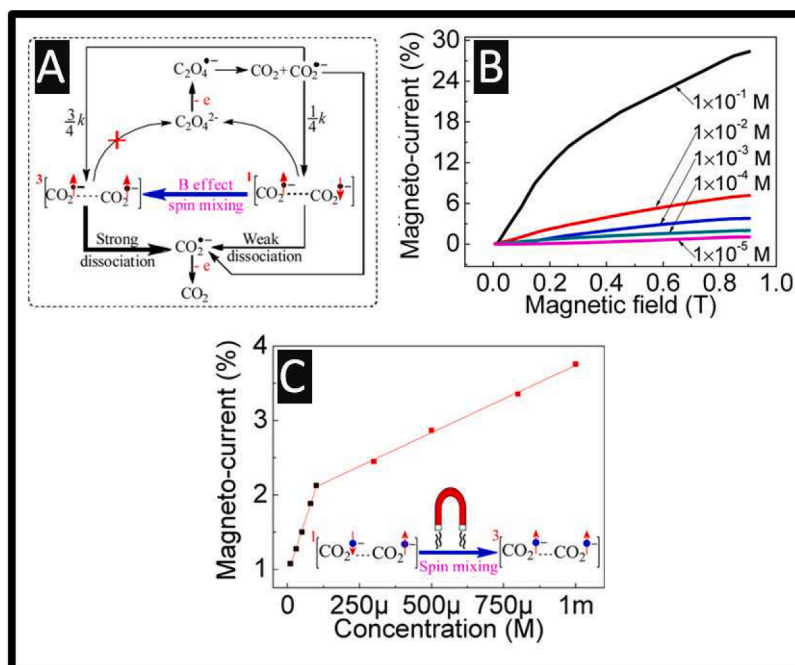 A
C₂O₄•⁻ → CO₂ + CO₂•⁻
- e
3/4 k
C₂O₄²⁻
1/4 k
³[CO₂•⁻----CO₂•⁻]
B effect
spin mixing
¹[CO₂•⁻----CO₂•⁻]
Strong
dissociation
CO₂•⁻
Weak
dissociation
- e
CO₂
B
Magneto-current (%)
30
24
18
12
6
0
1×10⁻¹ M
1×10⁻² M
1×10⁻³ M
1×10⁻⁴ M
1×10⁻⁵ M
0.0 0.2 0.4 0.6 0.8 1.0
Magnetic field (T)
C
Magneto-current (%)
4
3
2
1
¹[CO₂•⁻----CO₂•⁻]
Spin mixing
³[CO₂•⁻----CO₂•⁻]
0 250μ 500μ 750μ 1m
Concentration (M)